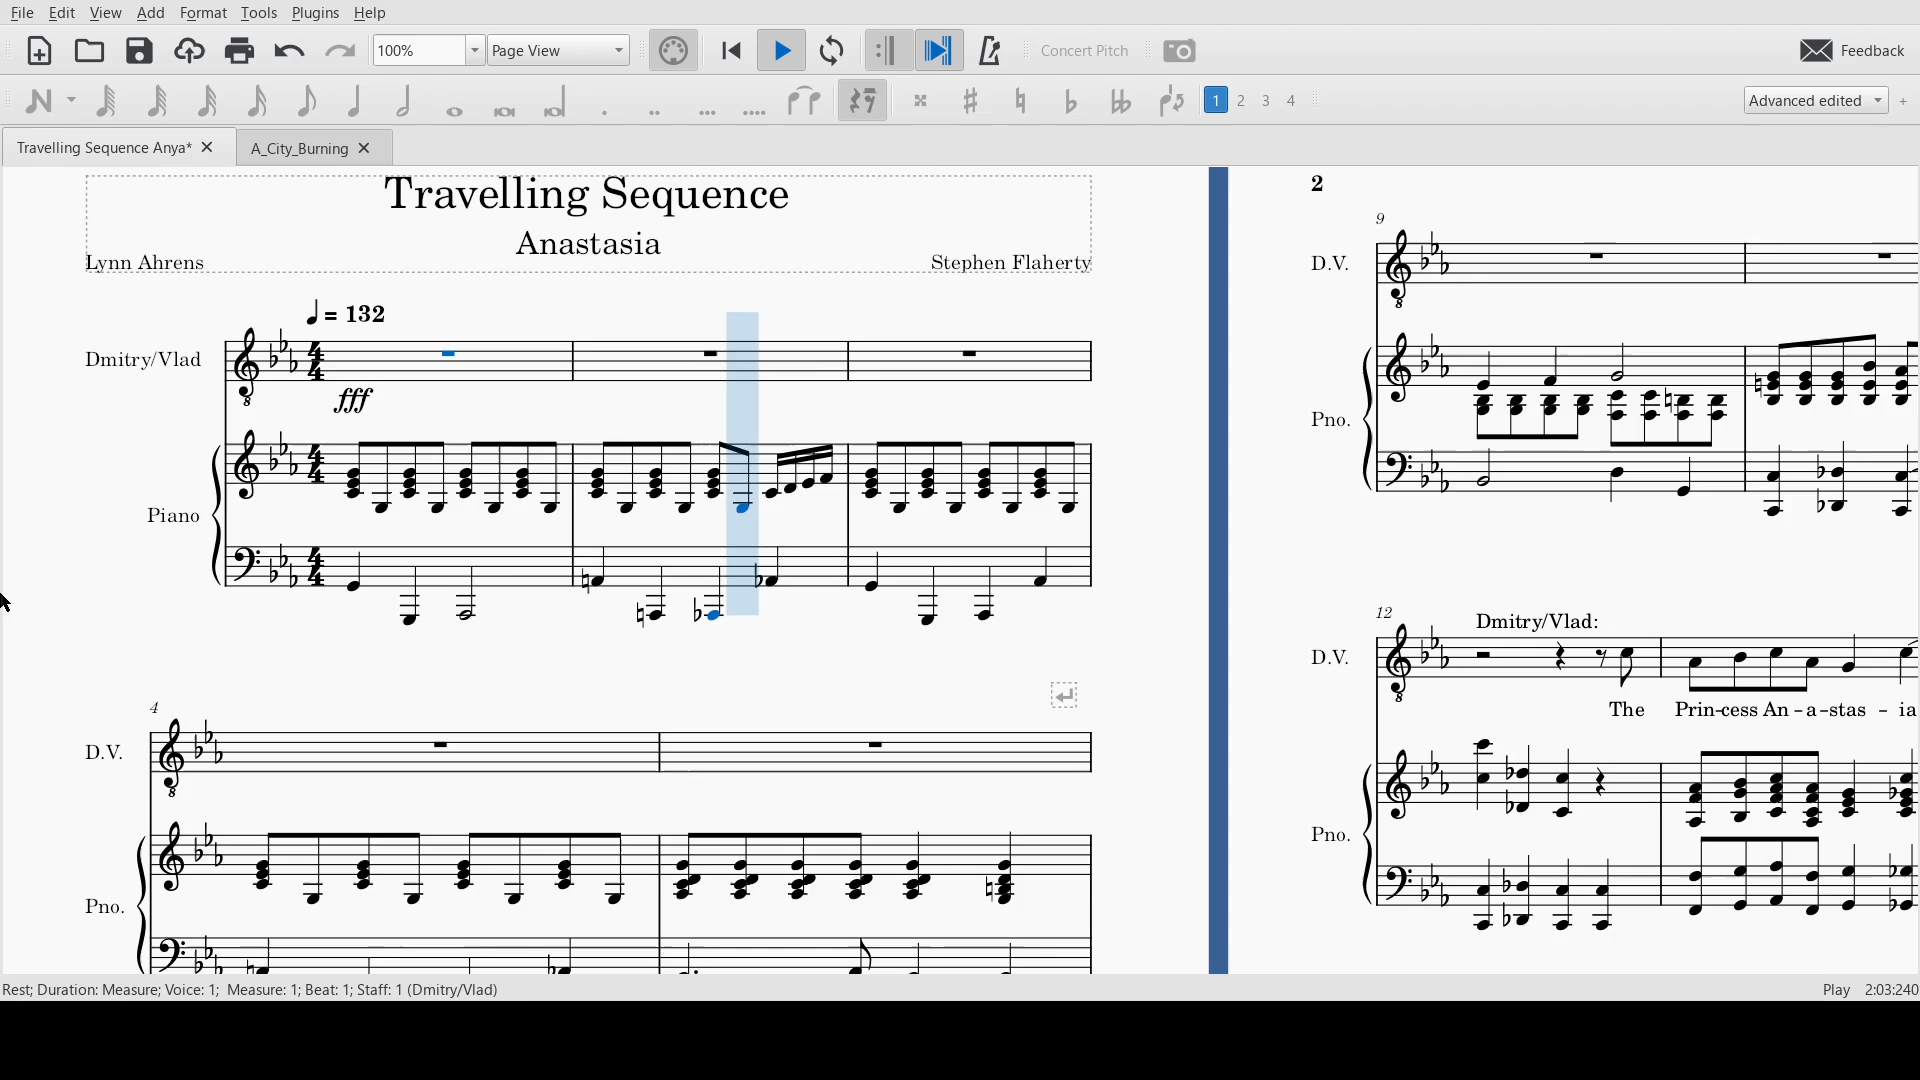 File Edit View Add Format Tools Plugins Help
100% Page View Concert Pitch Feedback
1 2 3 4 Advanced edited +
Travelling Sequence Anya* A_City_Burning
Travelling Sequence
Anastasia
Lynn Ahrens Stephen Flaherty
= 132
Dmitry/Vlad
fff
Piano
4
D.V.
Pno.
2
9
D.V.
Pno.
12
Dmitry/Vlad:
D.V.
The Prin-cess An-a-stas - ia
Pno.
Rest; Duration: Measure; Voice: 1; Measure: 1; Beat: 1; Staff: 1 (Dmitry/Vlad) Play 2:03:240